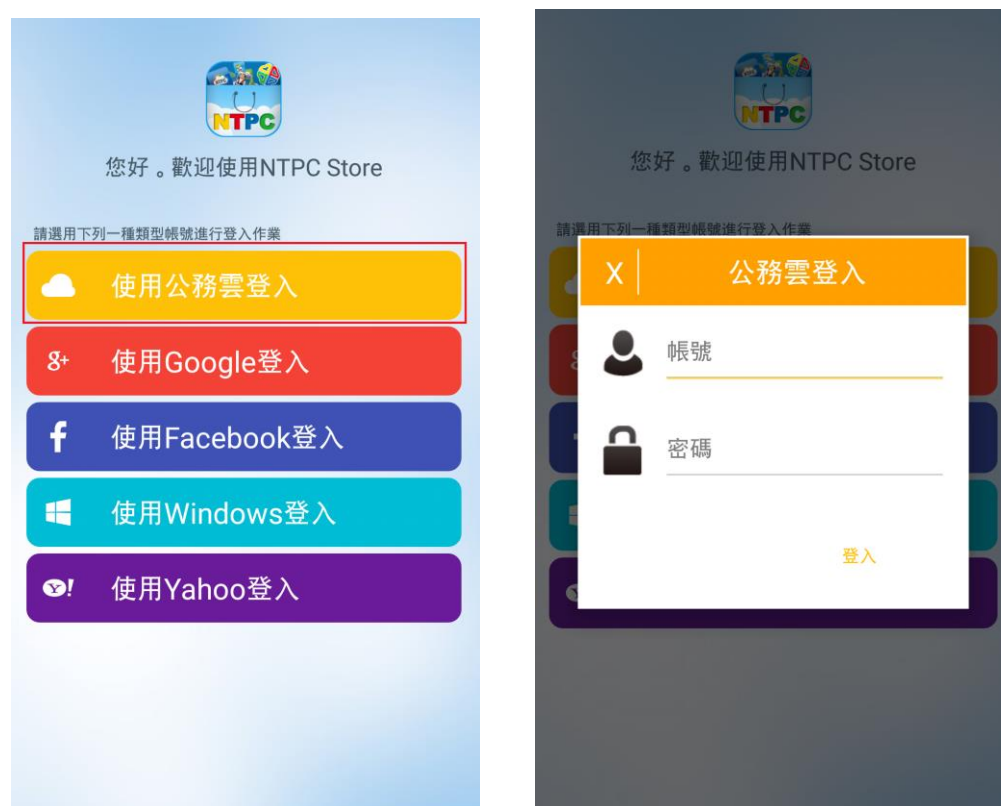 NTPC
您好。歡迎使用NTPC Store
請選用下列一種類型帳號進行登入作業
使用公務雲登入
g+ 使用Google登入
f 使用Facebook登入
使用Windows登入
Y! 使用Yahoo登入
NTPC
您好。歡迎使用NTPC Store
請選用下列一種類型帳號進行登入作業
X 公務雲登入
帳號
密碼
登入